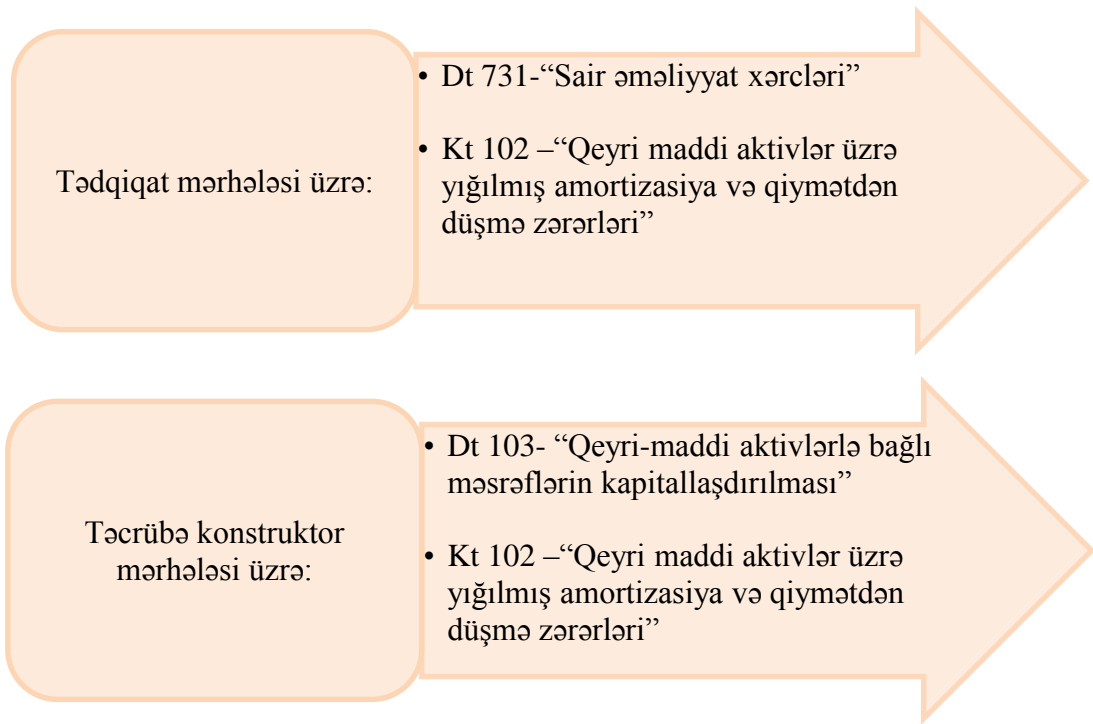 Tədqiqat mərhələsi üzrə:
• Dt 731-“Sair əməliyyat xərcləri”
• Kt 102 –“Qeyri maddi aktivlər üzrə
yığılmış amortizasiya və qiymətdən
düşmə zərərləri”
Təcrübə konstruktor
mərhələsi üzrə:
• Dt 103- “Qeyri-maddi aktivlərlə bağlı
məsrəflərin kapitallaşdırılması”
• Kt 102 –“Qeyri maddi aktivlər üzrə
yığılmış amortizasiya və qiymətdən
düşmə zərərləri”